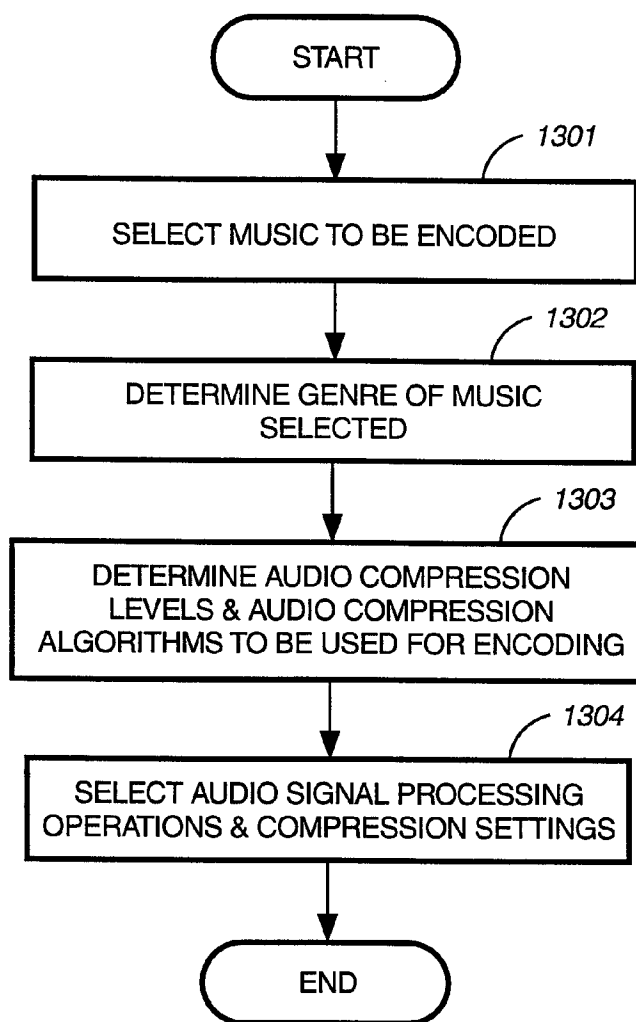 START
1301
SELECT MUSIC TO BE ENCODED
1302
DETERMINE GENRE OF MUSIC
SELECTED
1303
DETERMINE AUDIO COMPRESSION
LEVELS & AUDIO COMPRESSION
ALGORITHMS TO BE USED FOR ENCODING
1304
SELECT AUDIO SIGNAL PROCESSING
OPERATIONS & COMPRESSION SETTINGS
END